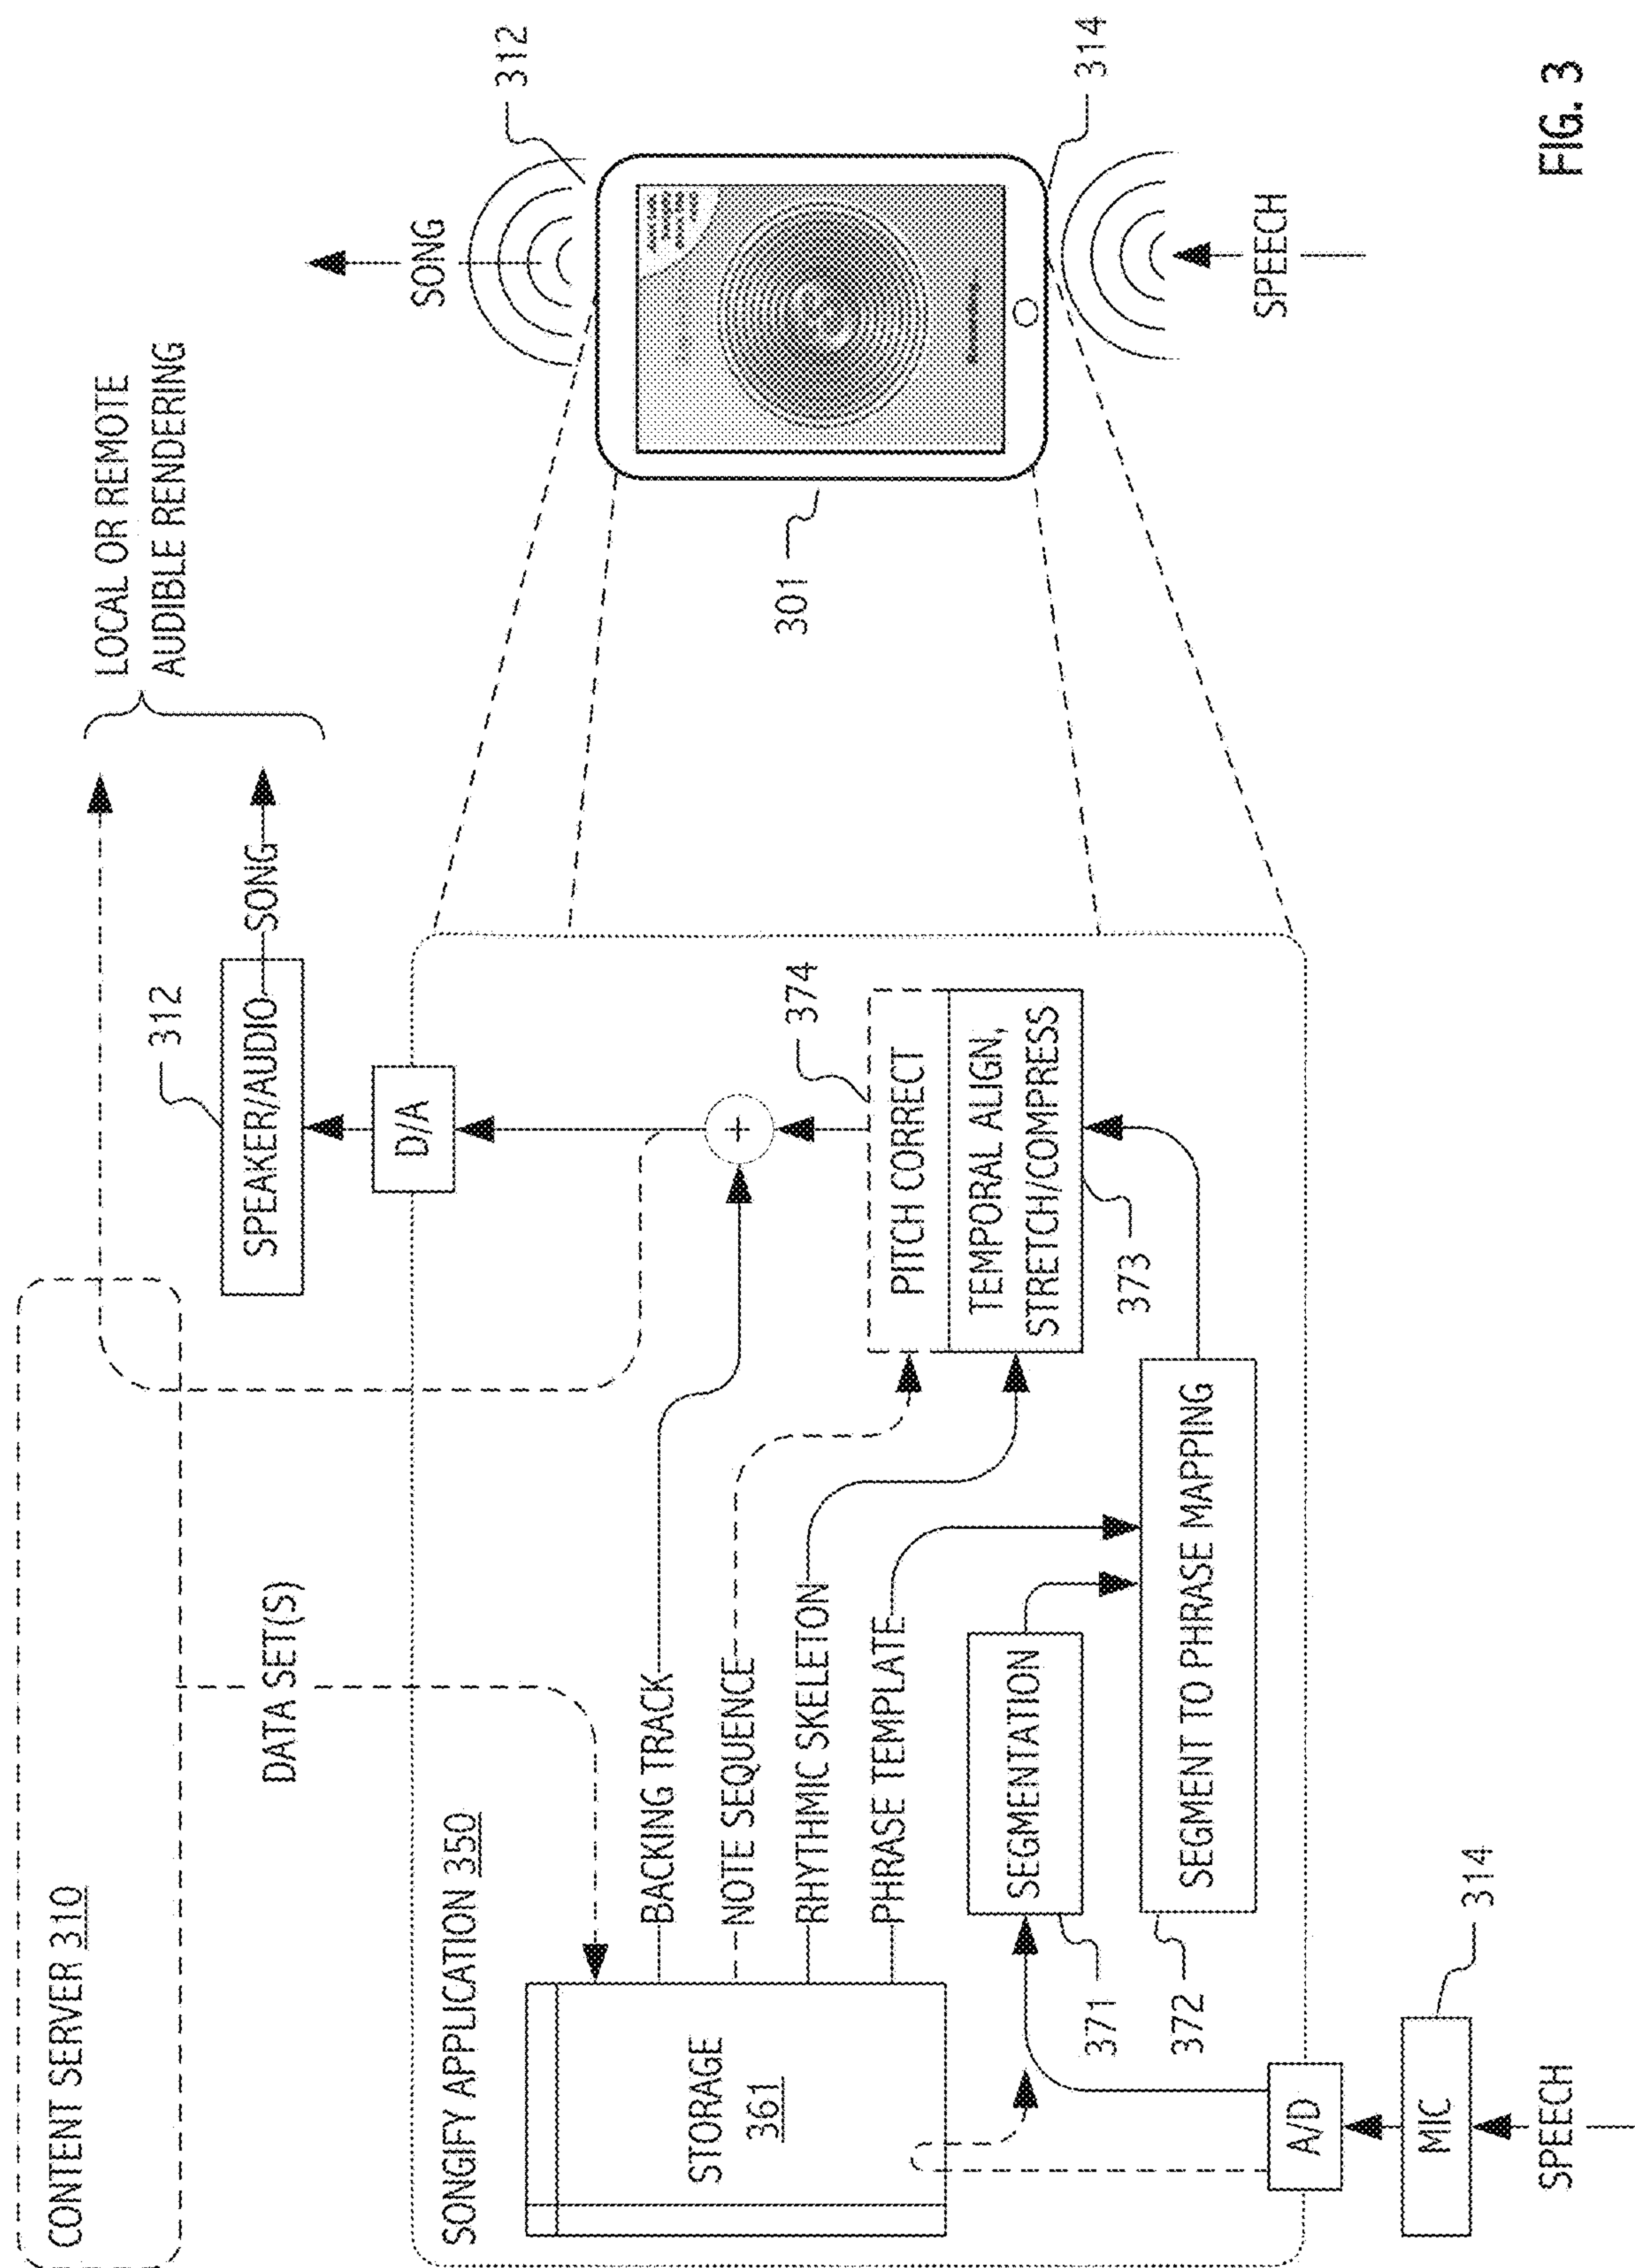 CONTENT SERVER 310
DATA SET(S)
LOCAL OR REMOTE
AUDIBLE RENDERING
312
SPEAKER/AUDIO
SONG
D/A
SONGIFY APPLICATION 350
STORAGE
361
BACKING TRACK
NOTE SEQUENCE
RHYTHMIC SKELETON
PHRASE TEMPLATE
+
374
PITCH CORRECT
TEMPORAL ALIGN,
STRETCH/COMPRESS
373
SEGMENTATION
371
SEGMENT TO PHRASE MAPPING
372
A/D
MIC
314
SPEECH
SONG
312
301
314
SPEECH
FIG. 3